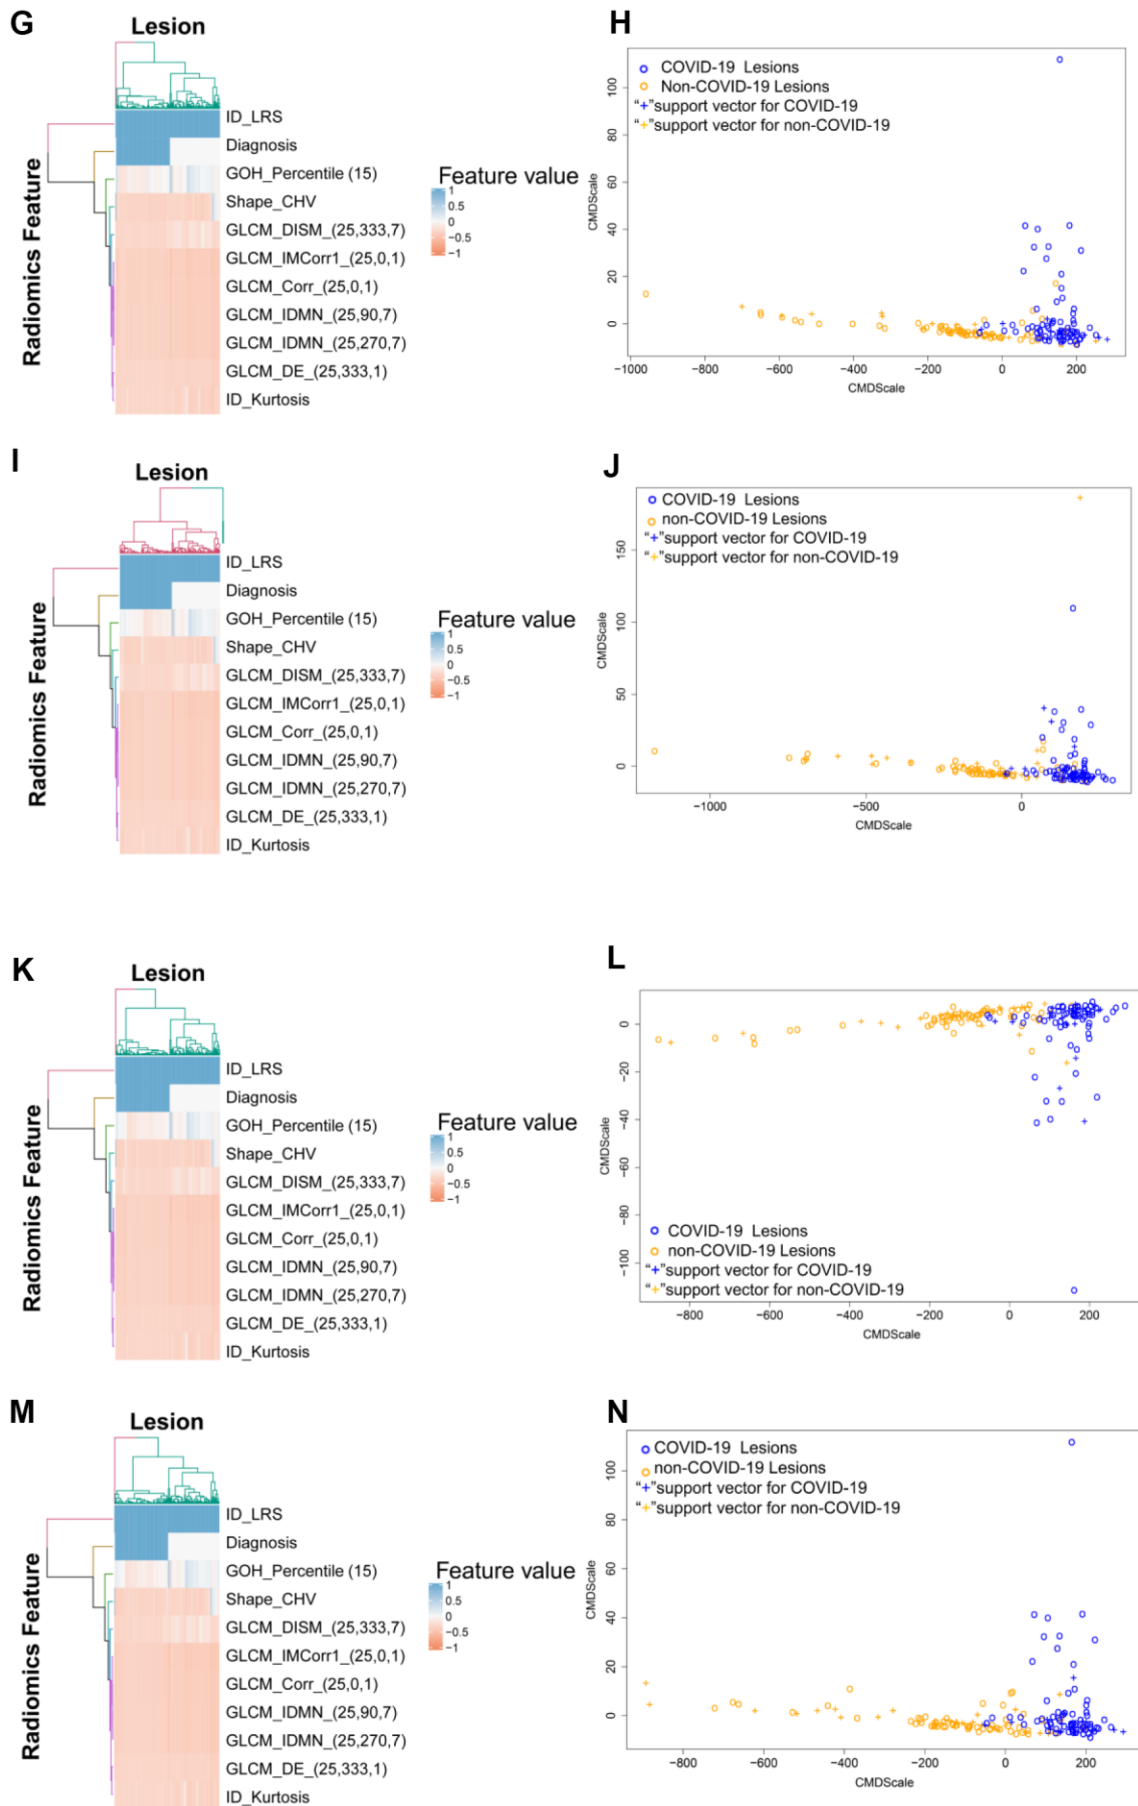 G
Lesion
Radiomics Feature
ID_LRS
Diagnosis
GOH_Percentile (15)
Shape_CHV
GLCM_DISM_(25,333,7)
GLCM_IMCorr1_(25,0,1)
GLCM_Corr_(25,0,1)
GLCM_IDMN_(25,90,7)
GLCM_IDMN_(25,270,7)
GLCM_DE_(25,333,1)
ID_Kurtosis
Feature value
1
0
−0.5
−1
H
COVID-19 Lesions
Non-COVID-19 Lesions
“+”support vector for COVID-19
“+”support vector for non-COVID-19
CMDScale
100
80
60
40
20
0
−1000 −800 −600 −400 −200 0 200
CMDScale
I
Lesion
Radiomics Feature
ID_LRS
Diagnosis
GOH_Percentile (15)
Shape_CHV
GLCM_DISM_(25,333,7)
GLCM_IMCorr1_(25,0,1)
GLCM_Corr_(25,0,1)
GLCM_IDMN_(25,90,7)
GLCM_IDMN_(25,270,7)
GLCM_DE_(25,333,1)
ID_Kurtosis
Feature value
1
0.5
0
−0.5
−1
J
COVID-19 Lesions
non-COVID-19 Lesions
“+”support vector for COVID-19
“+”support vector for non-COVID-19
CMDScale
150
100
50
0
−1000 −500 0
CMDScale
K
Lesion
Radiomics Feature
ID_LRS
Diagnosis
GOH_Percentile (15)
Shape_CHV
GLCM_DISM_(25,333,7)
GLCM_IMCorr1_(25,0,1)
GLCM_Corr_(25,0,1)
GLCM_IDMN_(25,90,7)
GLCM_IDMN_(25,270,7)
GLCM_DE_(25,333,1)
ID_Kurtosis
Feature value
1
0.5
0
−0.5
−1
L
CMDScale
0
−20
−40
−60
−80
−100
COVID-19 Lesions
non-COVID-19 Lesions
“+”support vector for COVID-19
“+”support vector for non-COVID-19
−800 −600 −400 −200 0 200
CMDScale
M
Lesion
Radiomics Feature
ID_LRS
Diagnosis
GOH_Percentile (15)
Shape_CHV
GLCM_DISM_(25,333,7)
GLCM_IMCorr1_(25,0,1)
GLCM_Corr_(25,0,1)
GLCM_IDMN_(25,90,7)
GLCM_IDMN_(25,270,7)
GLCM_DE_(25,333,1)
ID_Kurtosis
Feature value
1
0.5
0
−0.5
−1
N
COVID-19 Lesions
non-COVID-19 Lesions
“+”support vector for COVID-19
“+”support vector for non-COVID-19
CMDScale
100
80
60
40
20
0
−800 −600 −400 −200 0 200
CMDScale